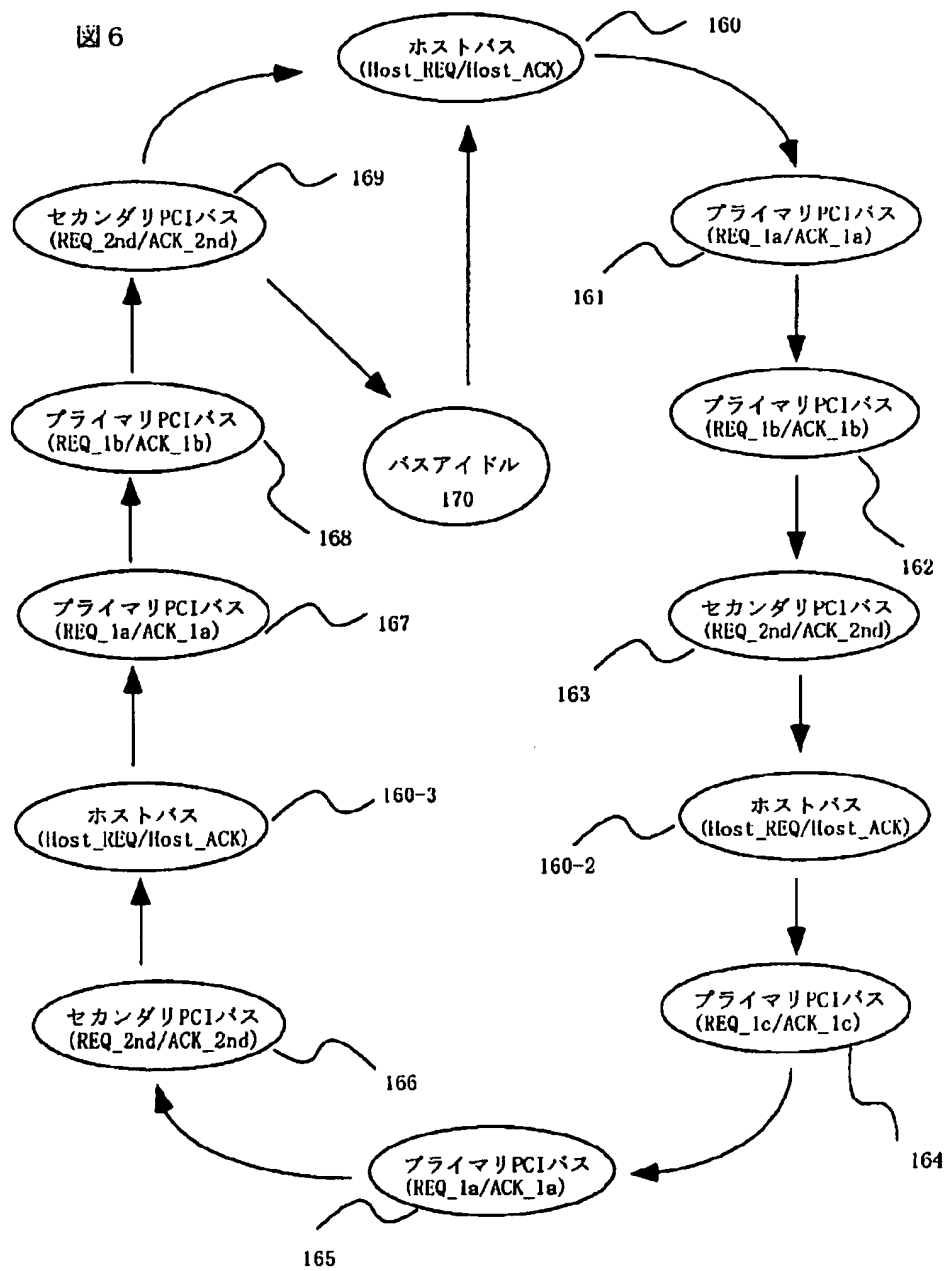 図6
ホストバス
(Host_REQ/Host_ACK)
160
プライマリPCIバス
(REQ_1a/ACK_1a)
161
プライマリPCIバス
(REQ_1b/ACK_1b)
162
セカンダリPCIバス
(REQ_2nd/ACK_2nd)
163
ホストバス
(Host_REQ/Host_ACK)
160-2
プライマリPCIバス
(REQ_1c/ACK_1c)
164
プライマリPCIバス
(REQ_1a/ACK_1a)
165
セカンダリPCIバス
(REQ_2nd/ACK_2nd)
166
ホストバス
(Host_REQ/Host_ACK)
160-3
プライマリPCIバス
(REQ_1a/ACK_1a)
167
プライマリPCIバス
(REQ_1b/ACK_1b)
168
セカンダリPCIバス
(REQ_2nd/ACK_2nd)
169
バスアイドル
170